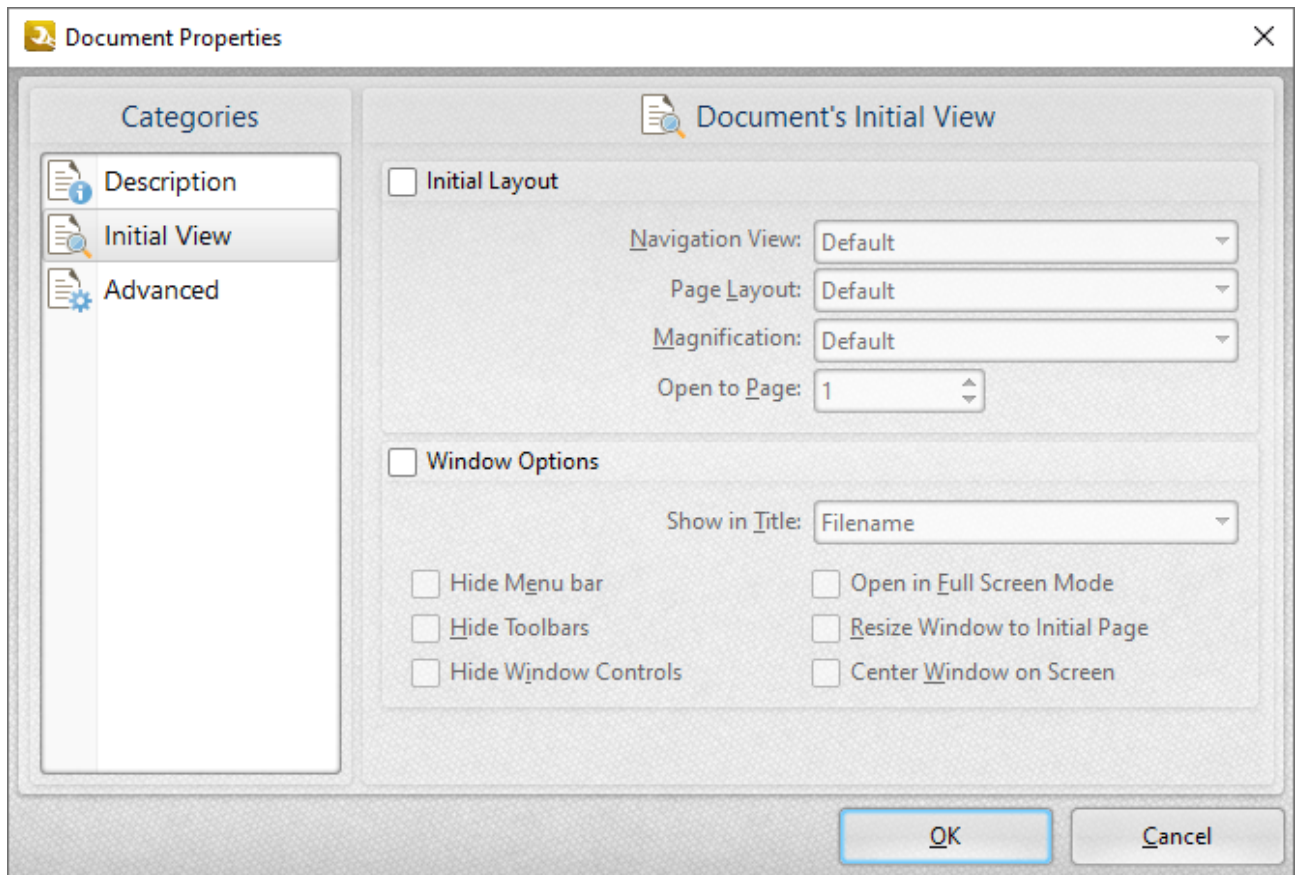 Document Properties
Categories
Description
Initial View
Advanced
Document's Initial View
Initial Layout
Navigation View: Default
Page Layout: Default
Magnification: Default
Open to Page: 1
Window Options
Show in Title: Filename
Hide Menu bar
Open in Full Screen Mode
Hide Toolbars
Resize Window to Initial Page
Hide Window Controls
Center Window on Screen
OK
Cancel